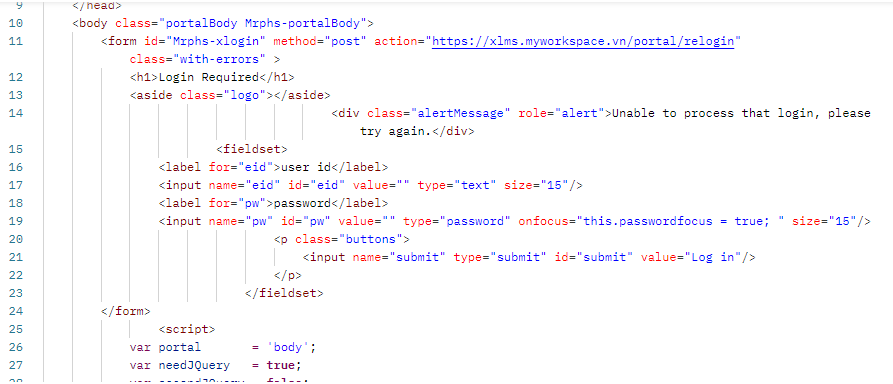 9 </head>
10 <body class="portalBody Mrphs-portalBody">
11 <form id="Mrphs-xlogin" method="post" action="https://xlms.myworkspace.vn/portal/relogin"
class="with-errors" >
12 <h1>Login Required</h1>
13 <aside class="logo"></aside>
14 <div class="alertMessage" role="alert">Unable to process that login, please
try again.</div>
15 <fieldset>
16 <label for="eid">user id</label>
17 <input name="eid" id="eid" value="" type="text" size="15"/>
18 <label for="pw">password</label>
19 <input name="pw" id="pw" value="" type="password" onfocus="this.passwordfocus = true; " size="15"/>
20 <p class="buttons">
21 <input name="submit" type="submit" id="submit" value="Log in"/>
22 </p>
23 </fieldset>
24 </form>
25 <script>
26 var portal = 'body';
27 var needJQuery = true;
28 var secondJQuery = false;